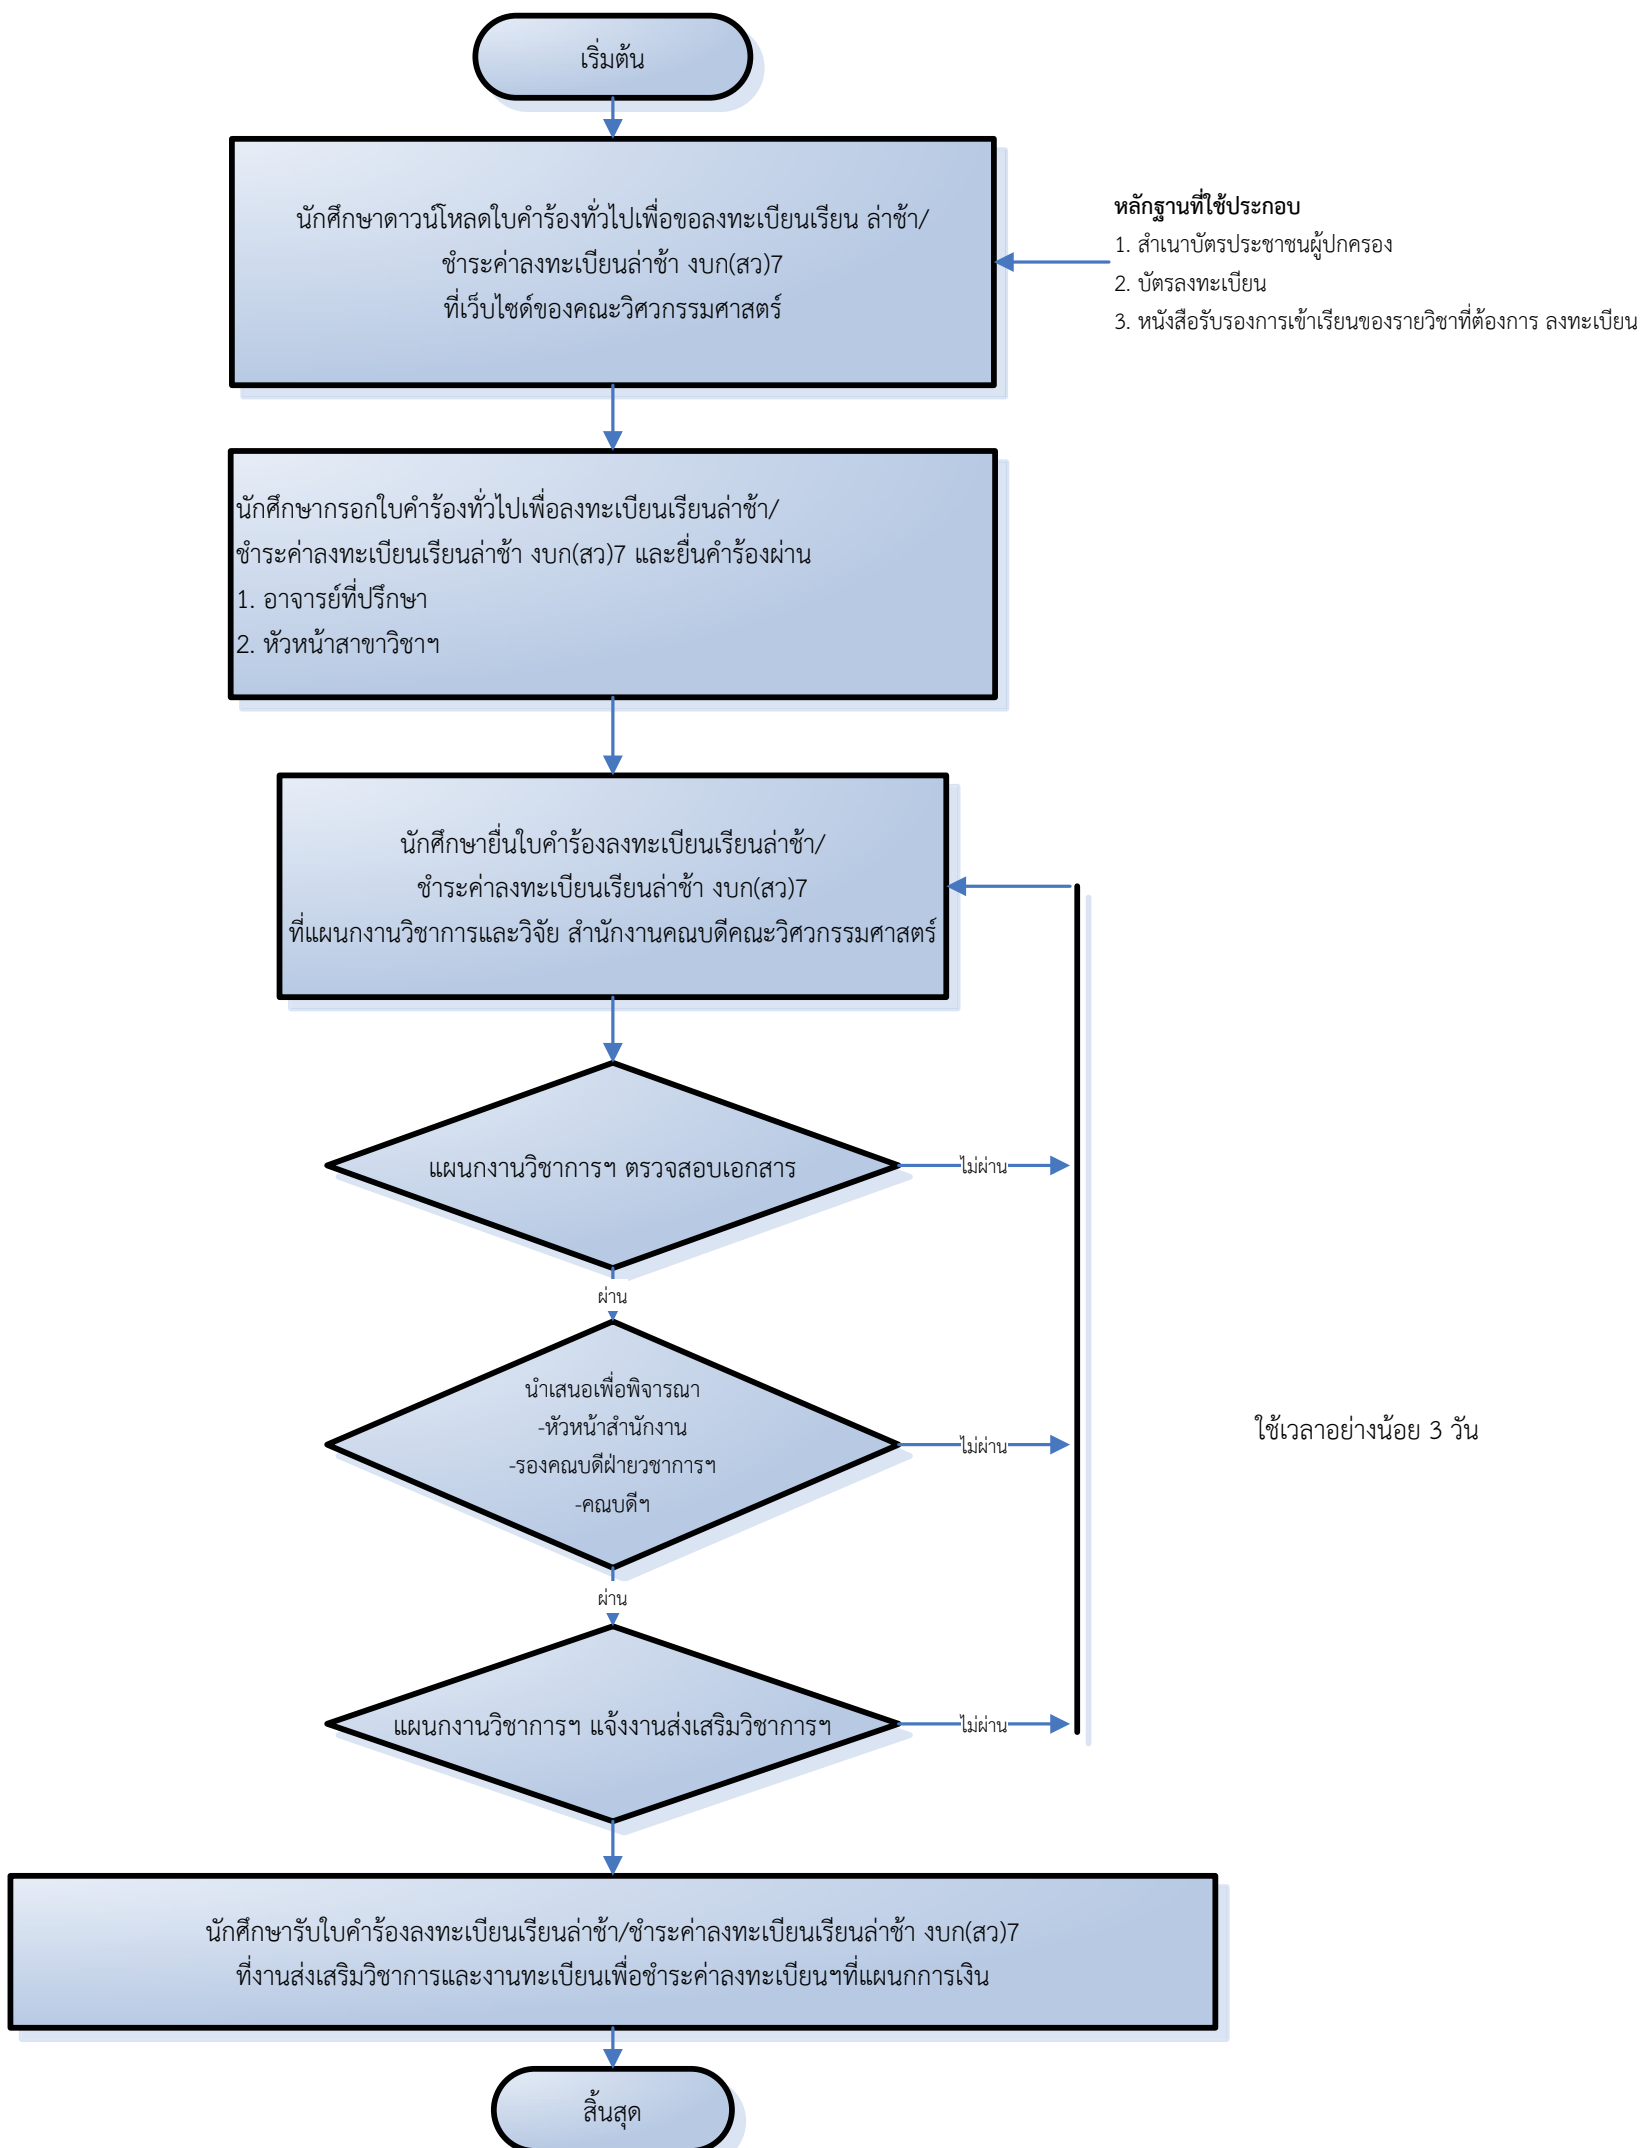 เริ่มต้น
นักศึกษาดาวน์โหลดใบคำร้องทั่วไปเพื่อขอลงทะเบียนเรียน ล่าช้า/
ชำระค่าลงทะเบียนล่าช้า งบก(สว)7
ที่เว็บไซด์ของคณะวิศวกรรมศาสตร์
หลักฐานที่ใช้ประกอบ
1. สำเนาบัตรประชาชนผู้ปกครอง
2. บัตรลงทะเบียน
3. หนังสือรับรองการเข้าเรียนของรายวิชาที่ต้องการ ลงทะเบียน
นักศึกษากรอกใบคำร้องทั่วไปเพื่อลงทะเบียนเรียนล่าช้า/
ชำระค่าลงทะเบียนเรียนล่าช้า งบก(สว)7 และยื่นคำร้องผ่าน
1. อาจารย์ที่ปรึกษา
2. หัวหน้าสาขาวิชาฯ
นักศึกษายื่นใบคำร้องลงทะเบียนเรียนล่าช้า/
ชำระค่าลงทะเบียนเรียนล่าช้า งบก(สว)7
ที่แผนกงานวิชาการและวิจัย สำนักงานคณบดีคณะวิศวกรรมศาสตร์
แผนกงานวิชาการฯ ตรวจสอบเอกสาร
ไม่ผ่าน
ผ่าน
นำเสนอเพื่อพิจารณา
-หัวหน้าสำนักงาน
-รองคณบดีฝ่ายวชาการฯ
-คณบดีฯ
ไม่ผ่าน
ใช้เวลาอย่างน้อย 3 วัน
ผ่าน
แผนกงานวิชาการฯ แจ้งงานส่งเสริมวิชาการฯ
ไม่ผ่าน
นักศึกษารับใบคำร้องลงทะเบียนเรียนล่าช้า/ชำระค่าลงทะเบียนเรียนล่าช้า งบก(สว)7
ที่งานส่งเสริมวิชาการและงานทะเบียนเพื่อชำระค่าลงทะเบียนฯที่แผนกการเงิน
สิ้นสุด